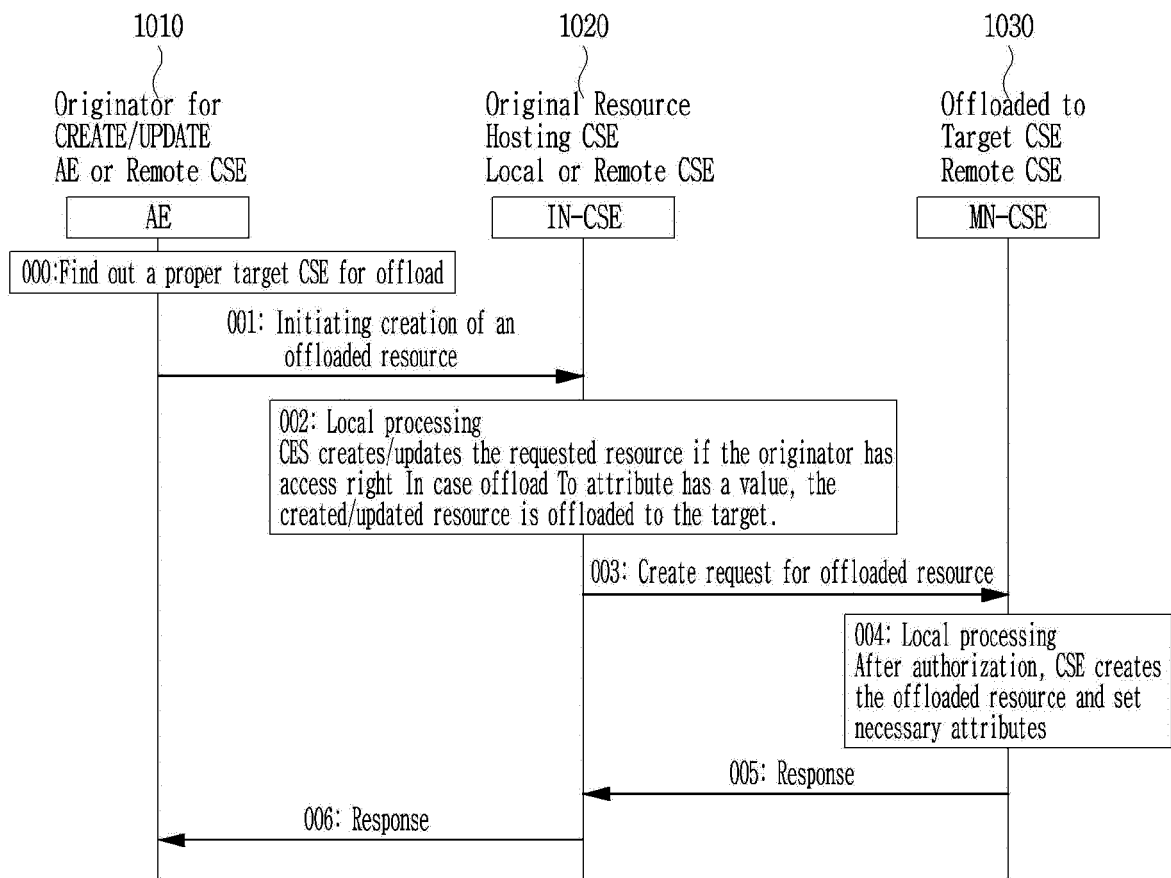 1010
1020
1030
Originator for
CREATE/UPDATE
AE or Remote CSE
Original Resource
Hosting CSE
Local or Remote CSE
Offloaded to
Target CSE
Remote CSE
AE
IN-CSE
MN-CSE
000:Find out a proper target CSE for offload
001: Initiating creation of an
offloaded resource
002: Local processing
CES creates/updates the requested resource if the originator has
access right In case offload To attribute has a value, the
created/updated resource is offloaded to the target.
003: Create request for offloaded resource
004: Local processing
After authorization, CSE creates
the offloaded resource and set
necessary attributes
005: Response
006: Response